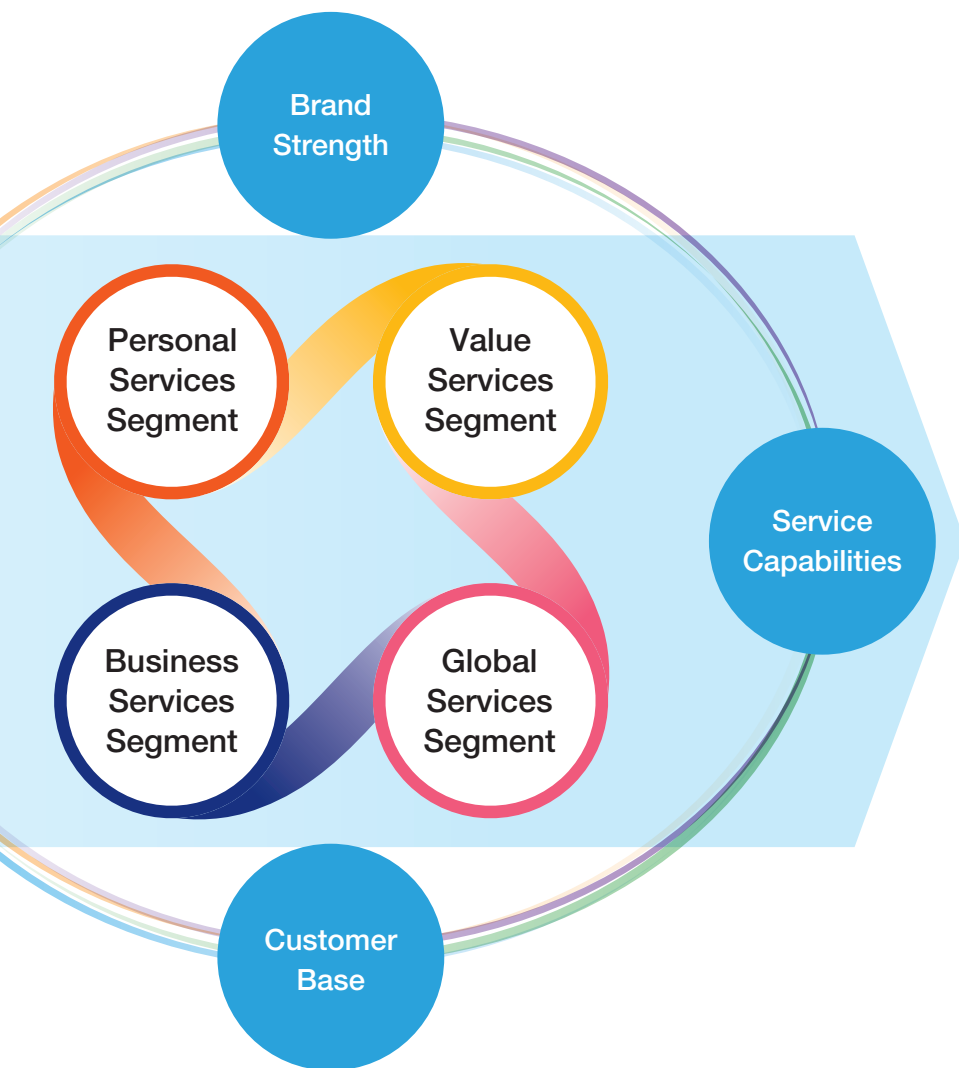 Brand
Strength
Personal
Services
Segment
Value
Services
Segment
Service
Capabilities
Business
Services
Segment
Global
Services
Segment
Customer
Base